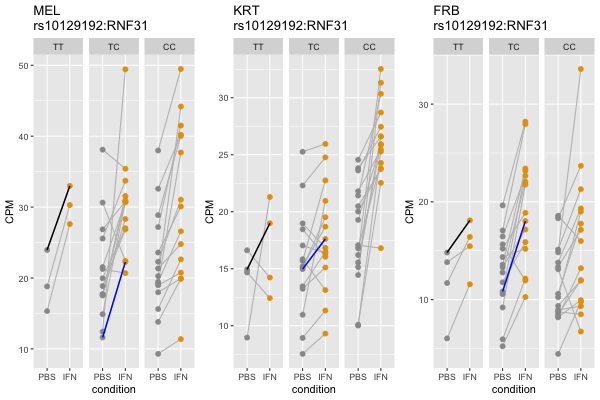 MEL
rs10129192:RNF31
TT
TC
CC
50
40
30
20
10
CPM
PBS IFN
PBS IFN
PBS IFN
condition
KRT
rs10129192:RNF31
TT
TC
CC
30
25
20
15
10
CPM
PBS IFN
PBS IFN
PBS IFN
condition
FRB
rs10129192:RNF31
TT
TC
CC
30
20
10
CPM
PBS IFN
PBS IFN
PBS IFN
condition